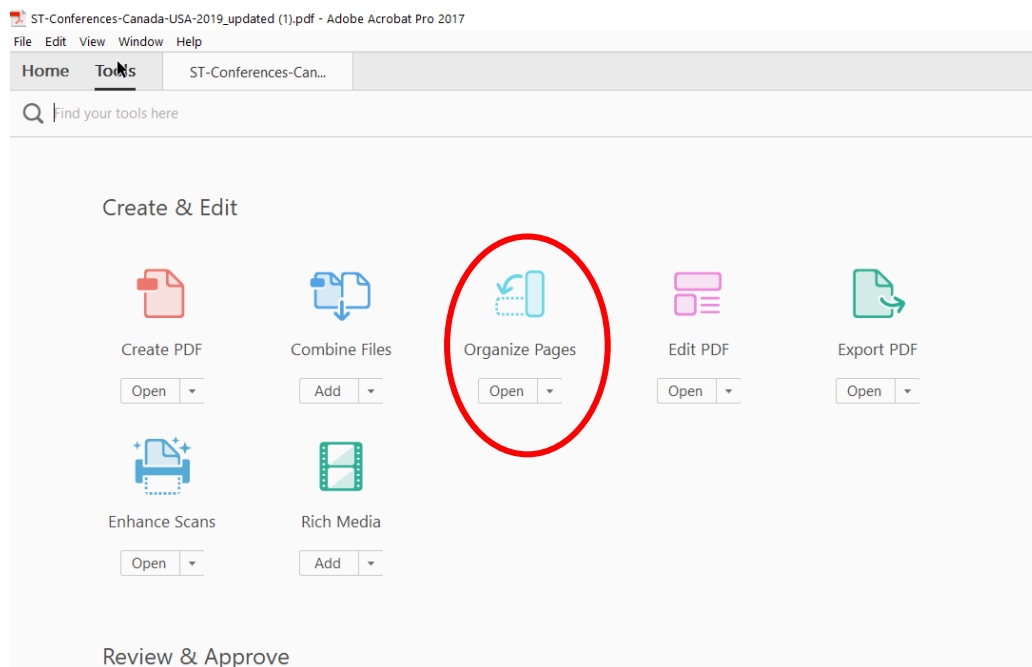 ST-Conferences-Canada-USA-2019_updated (1).pdf - Adobe Acrobat Pro 2017
File Edit View Window Help
Home Tools ST-Conferences-Can...
Find your tools here
Create & Edit
Create PDF Combine Files Organize Pages Edit PDF Export PDF
Open Add Open Open Open
Enhance Scans Rich Media
Open Add
Review & Approve